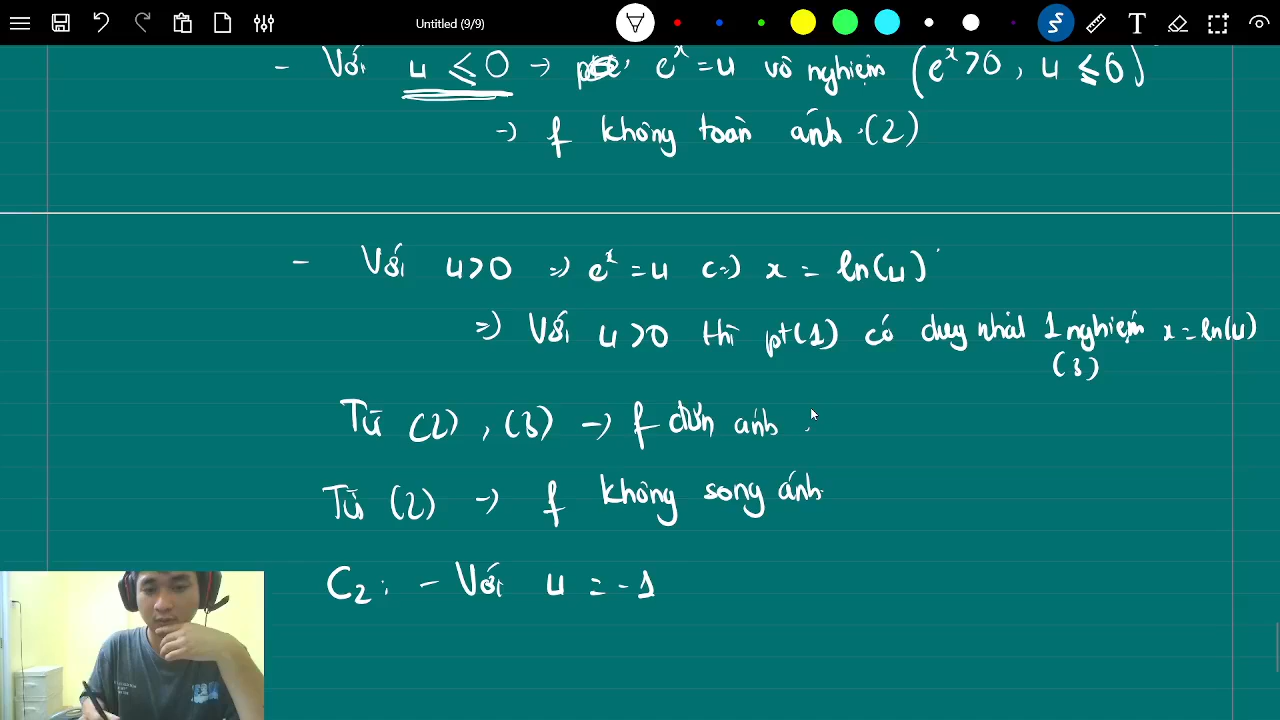 Untitled (9/9)
- Với u ≤ 0 → e^x = u vô nghiệm (e^x > 0, u ≤ 0)
→ f không toàn ánh. (2)
- Với u > 0 => e^x = u <=> x = ln(u)
=> Với u > 0 thì pt(1) có duy nhất 1 nghiệm x = ln(u)
(3)
Từ (2), (3) → f đơn ánh.
Từ (2) → f không song ánh.
C2: - Với u = -1